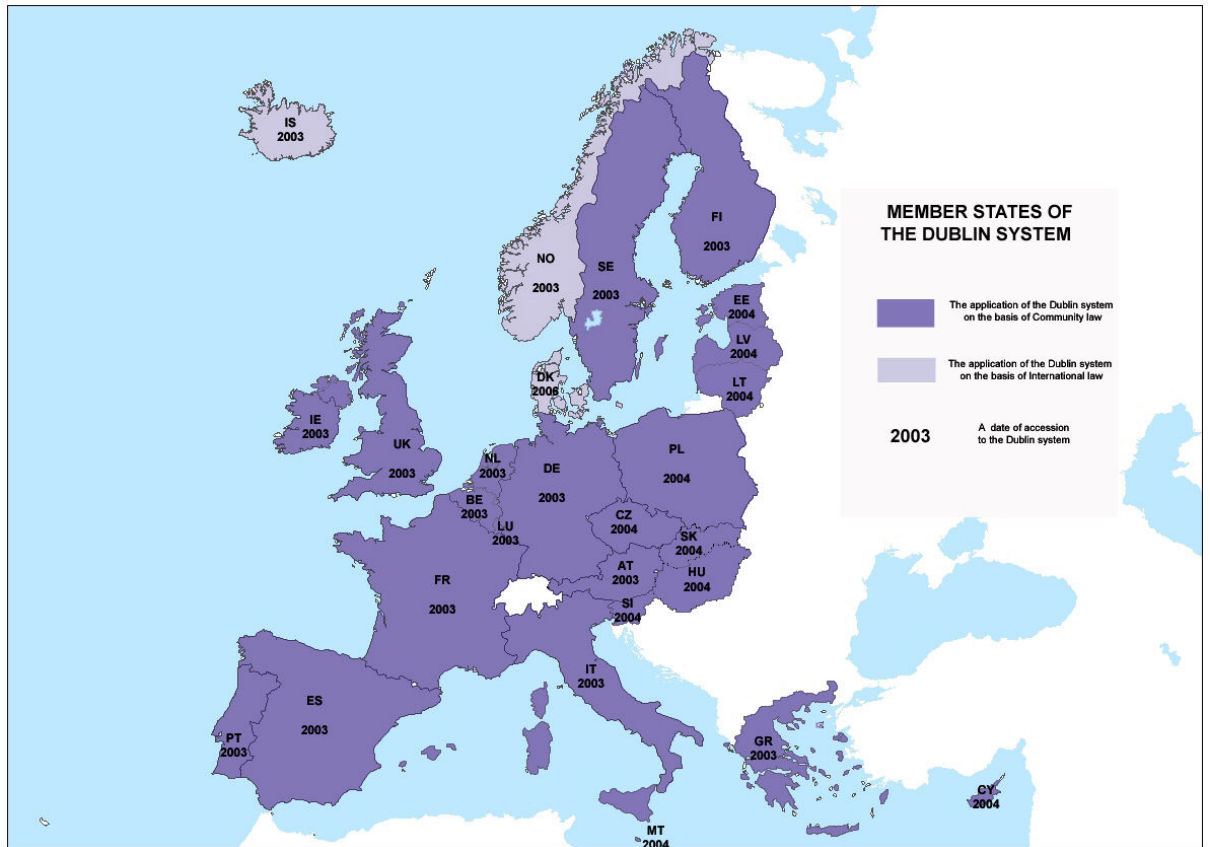 IS
2003
NO
2003
SE
2003
FI
2003
EE
2004
LV
2004
LT
2004
DK
2006
IE
2003
UK
2003
NL
2003
BE
2003
LU
2003
DE
2003
PL
2004
CZ
2004
SK
2004
AT
2003
HU
2004
SI
2004
FR
2003
IT
2003
ES
2003
PT
2003
GR
2003
CY
2004
MT
2004
MEMBER STATES OF
THE DUBLIN SYSTEM
The application of the Dublin system
on the basis of Community law
The application of the Dublin system
on the basis of International law
2003
A date of accession
to the Dublin system